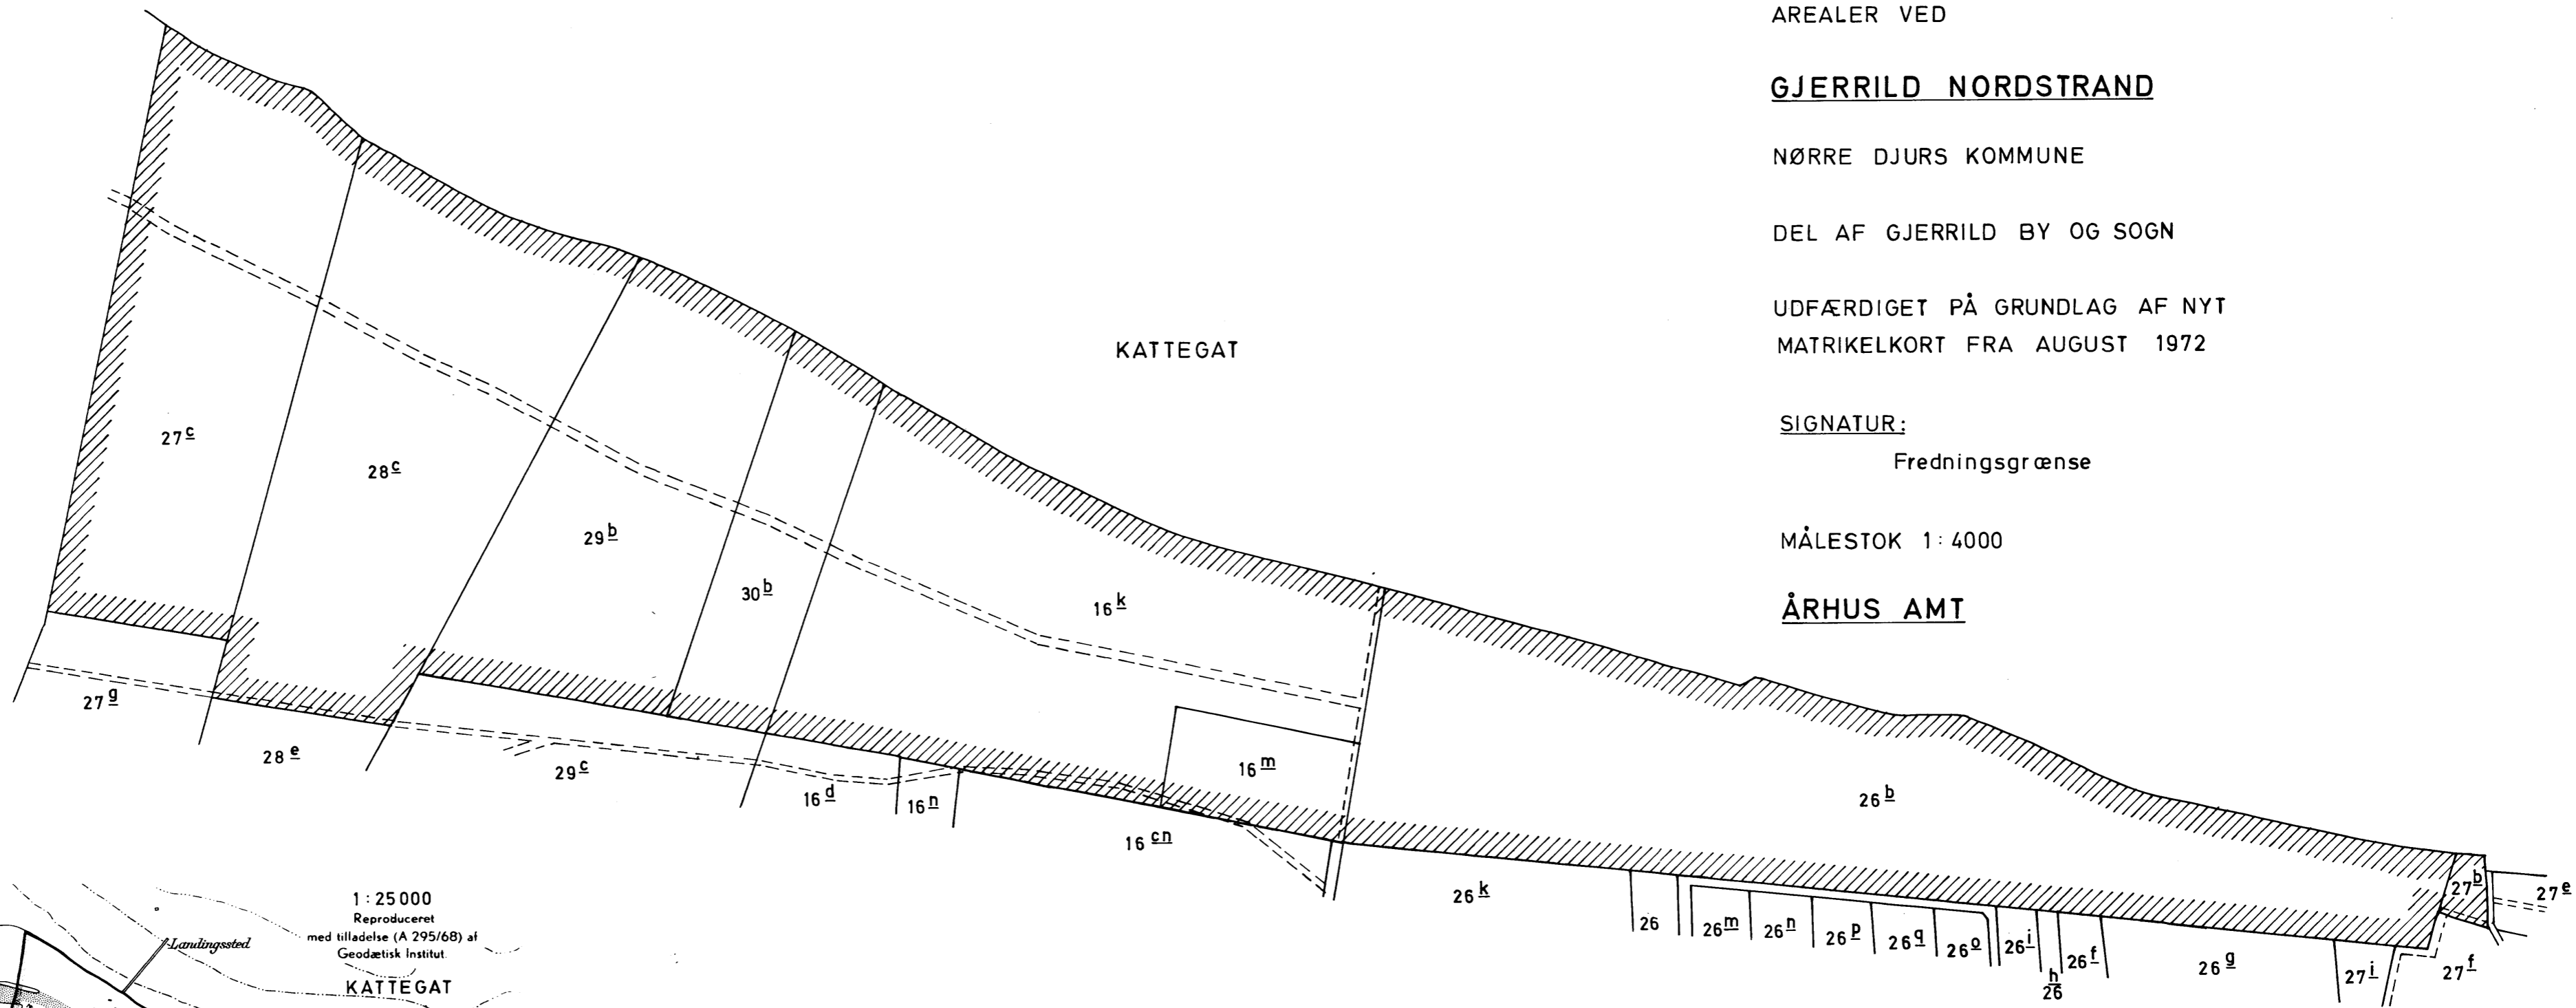 AREALER VED
GJERRILD NORDSTRAND
NØRRE DJURS KOMMUNE
DEL AF GJERRILD BY OG SOGN
UDFÆRDIGET PÅ GRUNDLAG AF NYT
MATRIKELKORT FRA AUGUST 1972
SIGNATUR:
Fredningsgrænse
MÅLESTOK 1:4000
ÅRHUS AMT
KATTEGAT
27c
28c
29b
30b
16k
16m
26b
27b
27e
27g
28e
29c
16d
16n
16cn
26k
26
26m
26n
26p
26q
26o
26i
h
26
26f
26g
27i
27f
1:25000
Reproduceret
med tilladelse (A 295/68) af
Geodætisk Institut.
Landingssted
KATTEGAT